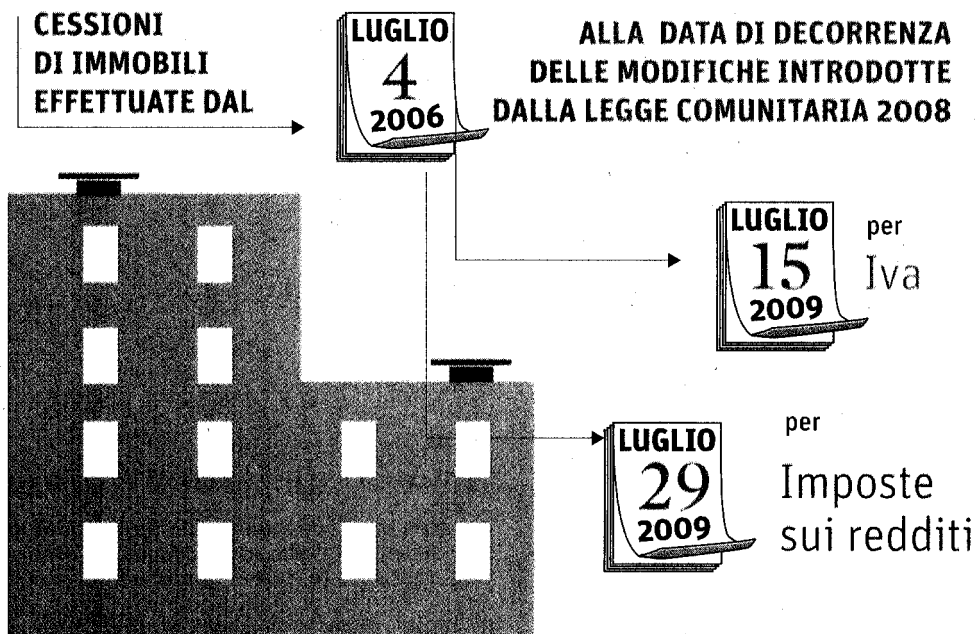 CESSIONI
DI IMMOBILI
EFFETTUATE DAL
LUGLIO
4
2006
ALLA DATA DI DECORRENZA
DELLE MODIFICHE INTRODOTTE
DALLA LEGGE COMUNITARIA 2008
LUGLIO
15
2009
per
Iva
LUGLIO
29
2009
per
Imposte
sui redditi